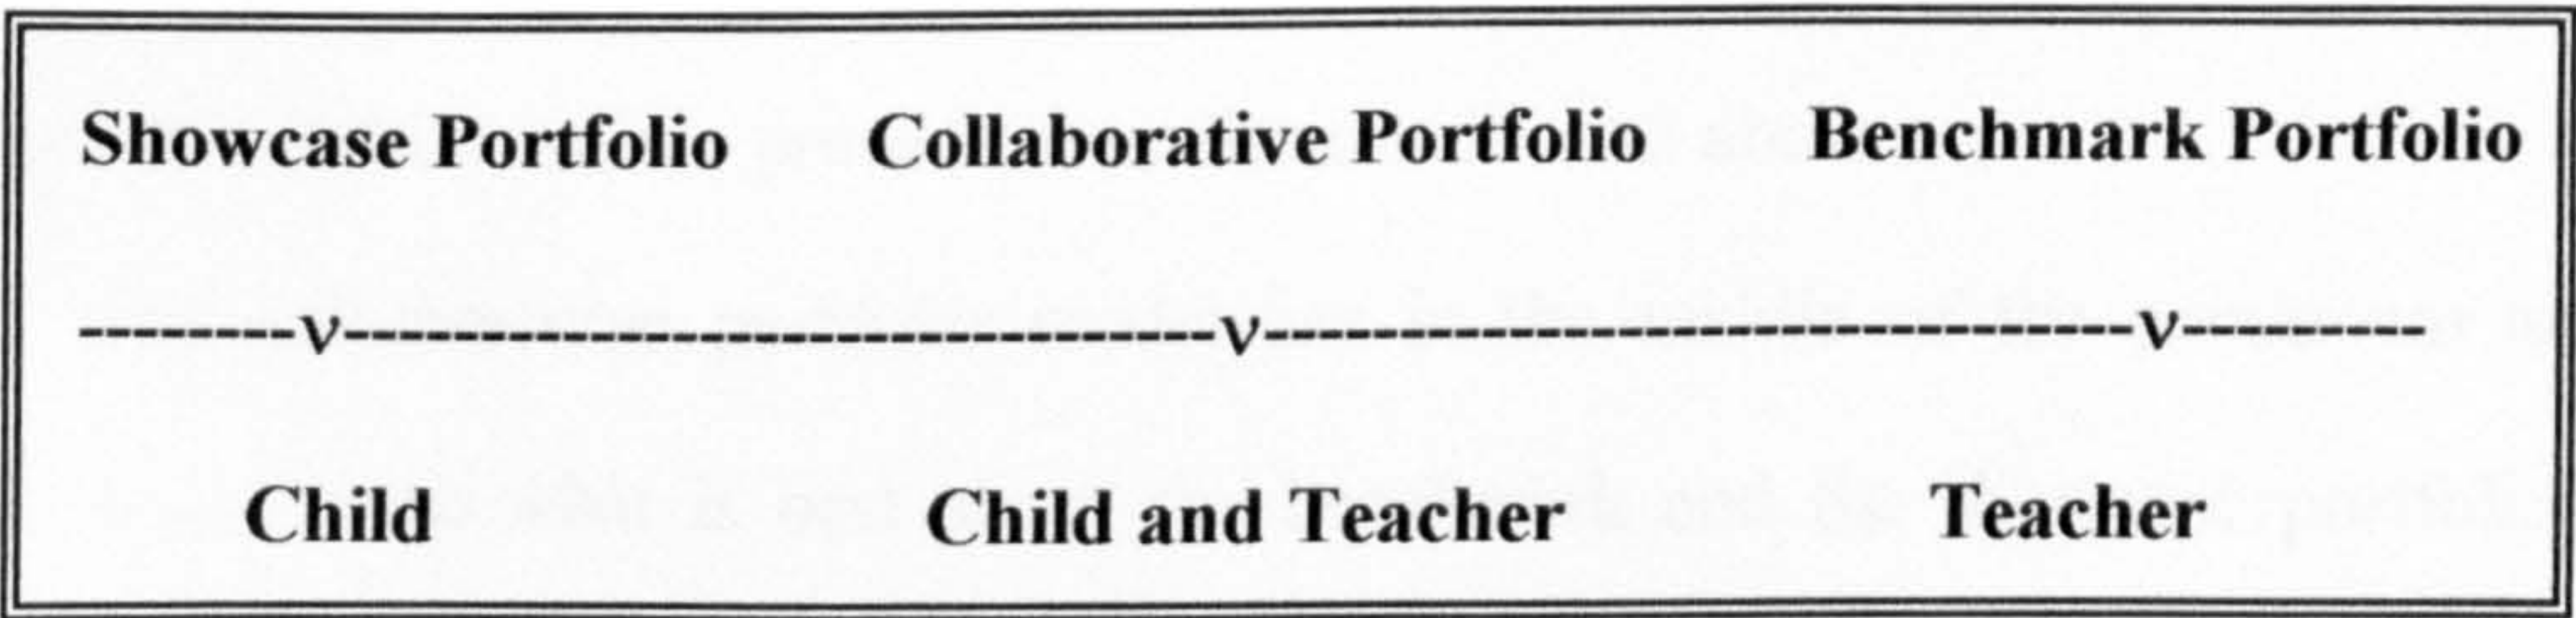 Showcase Portfolio Collaborative Portfolio Benchmark Portfolio
--------v---------------------------------v---------------------------------v---------
Child Child and Teacher Teacher